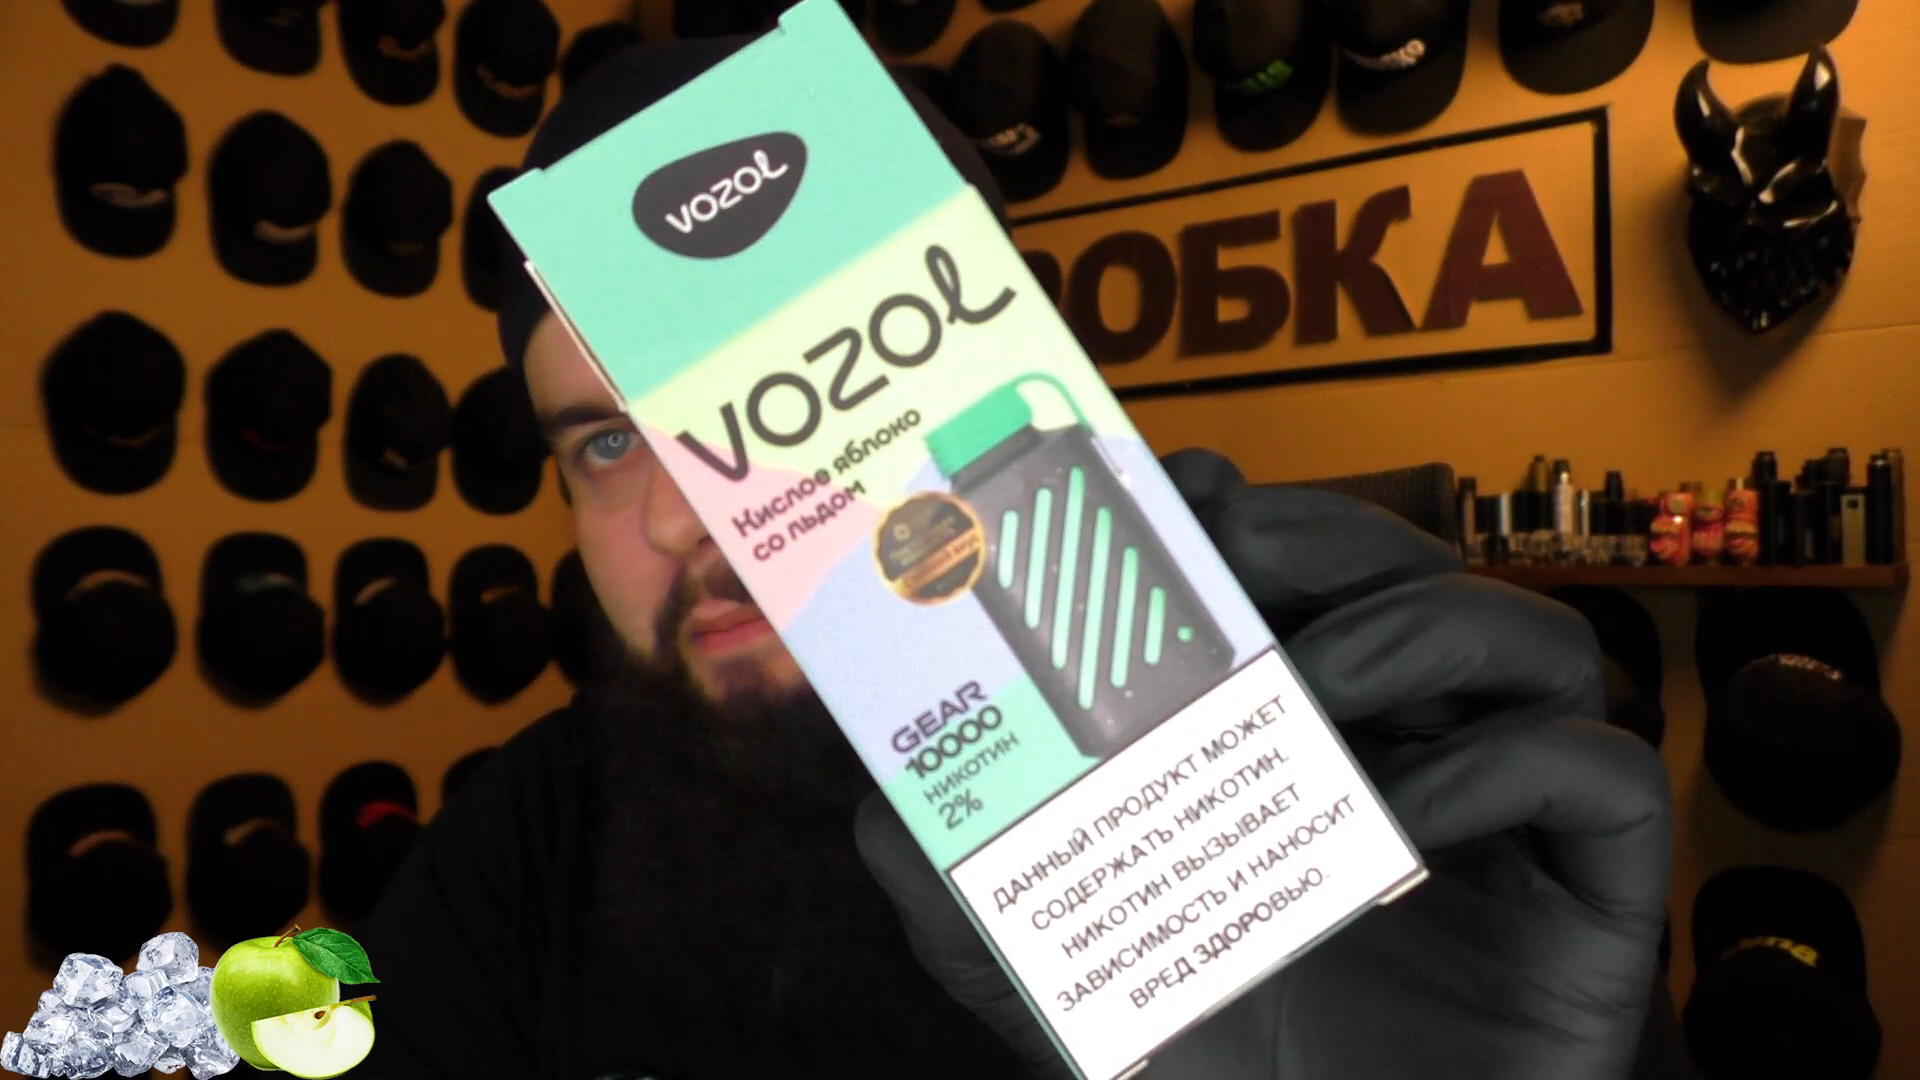 vozol
vozol
Кислое яблоко
со льдом
GEAR
10000
НИКОТИН
2%
ДАННЫЙ ПРОДУКТ МОЖЕТ
СОДЕРЖАТЬ НИКОТИН.
НИКОТИН ВЫЗЫВАЕТ
ЗАВИСИМОСТЬ И НАНОСИТ
ВРЕД ЗДОРОВЬЮ.
ОБКА